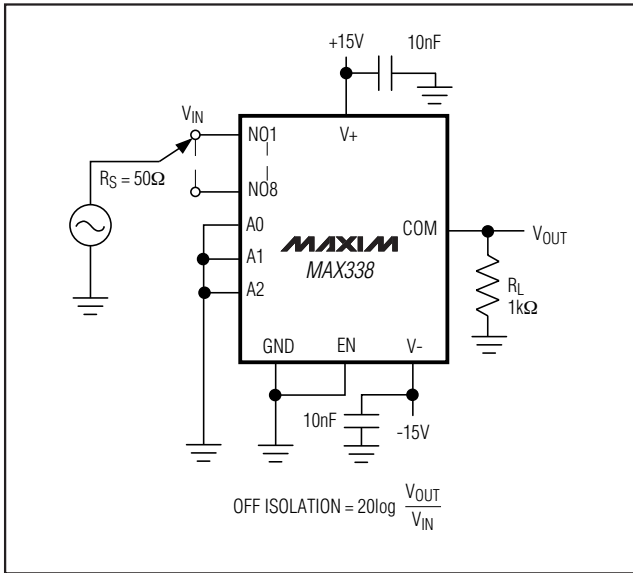 +15V
10nF
V_IN
NO1
V+
R_S = 50Ω
NO8
A0
COM
V_OUT
MAXIM
A1
MAX338
A2
R_L
1kΩ
GND
EN
V-
10nF
-15V
OFF ISOLATION = 20log V_OUT / V_IN